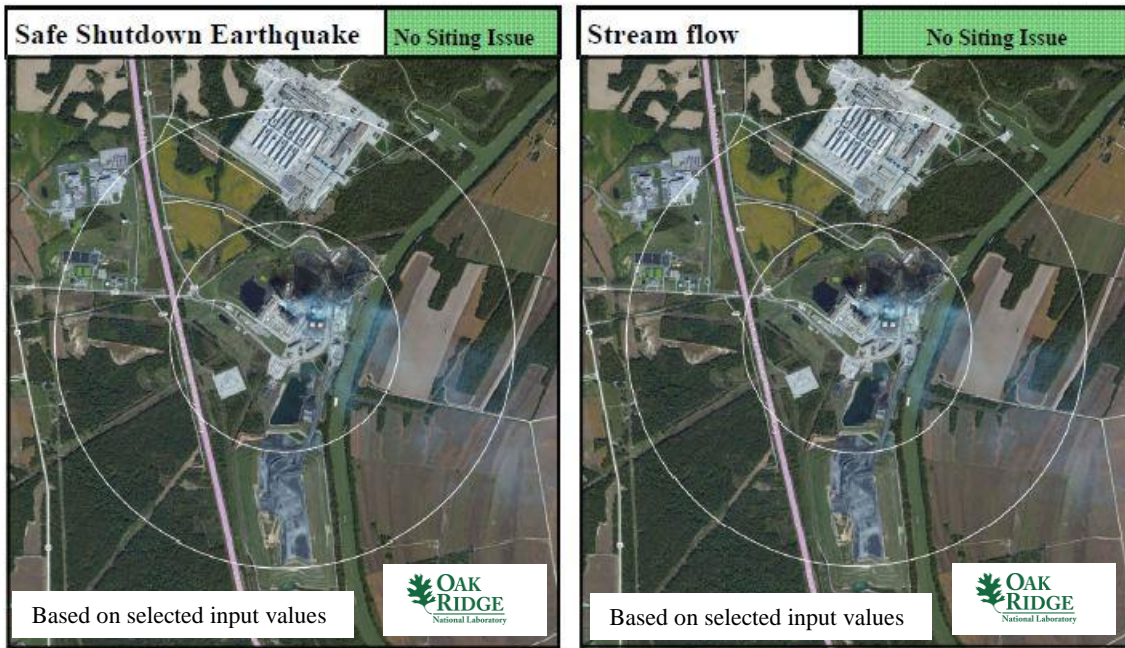 Safe Shutdown Earthquake
No Siting Issue
Stream flow
No Siting Issue
Based on selected input values
OAK
RIDGE
National Laboratory
Based on selected input values
OAK
RIDGE
National Laboratory